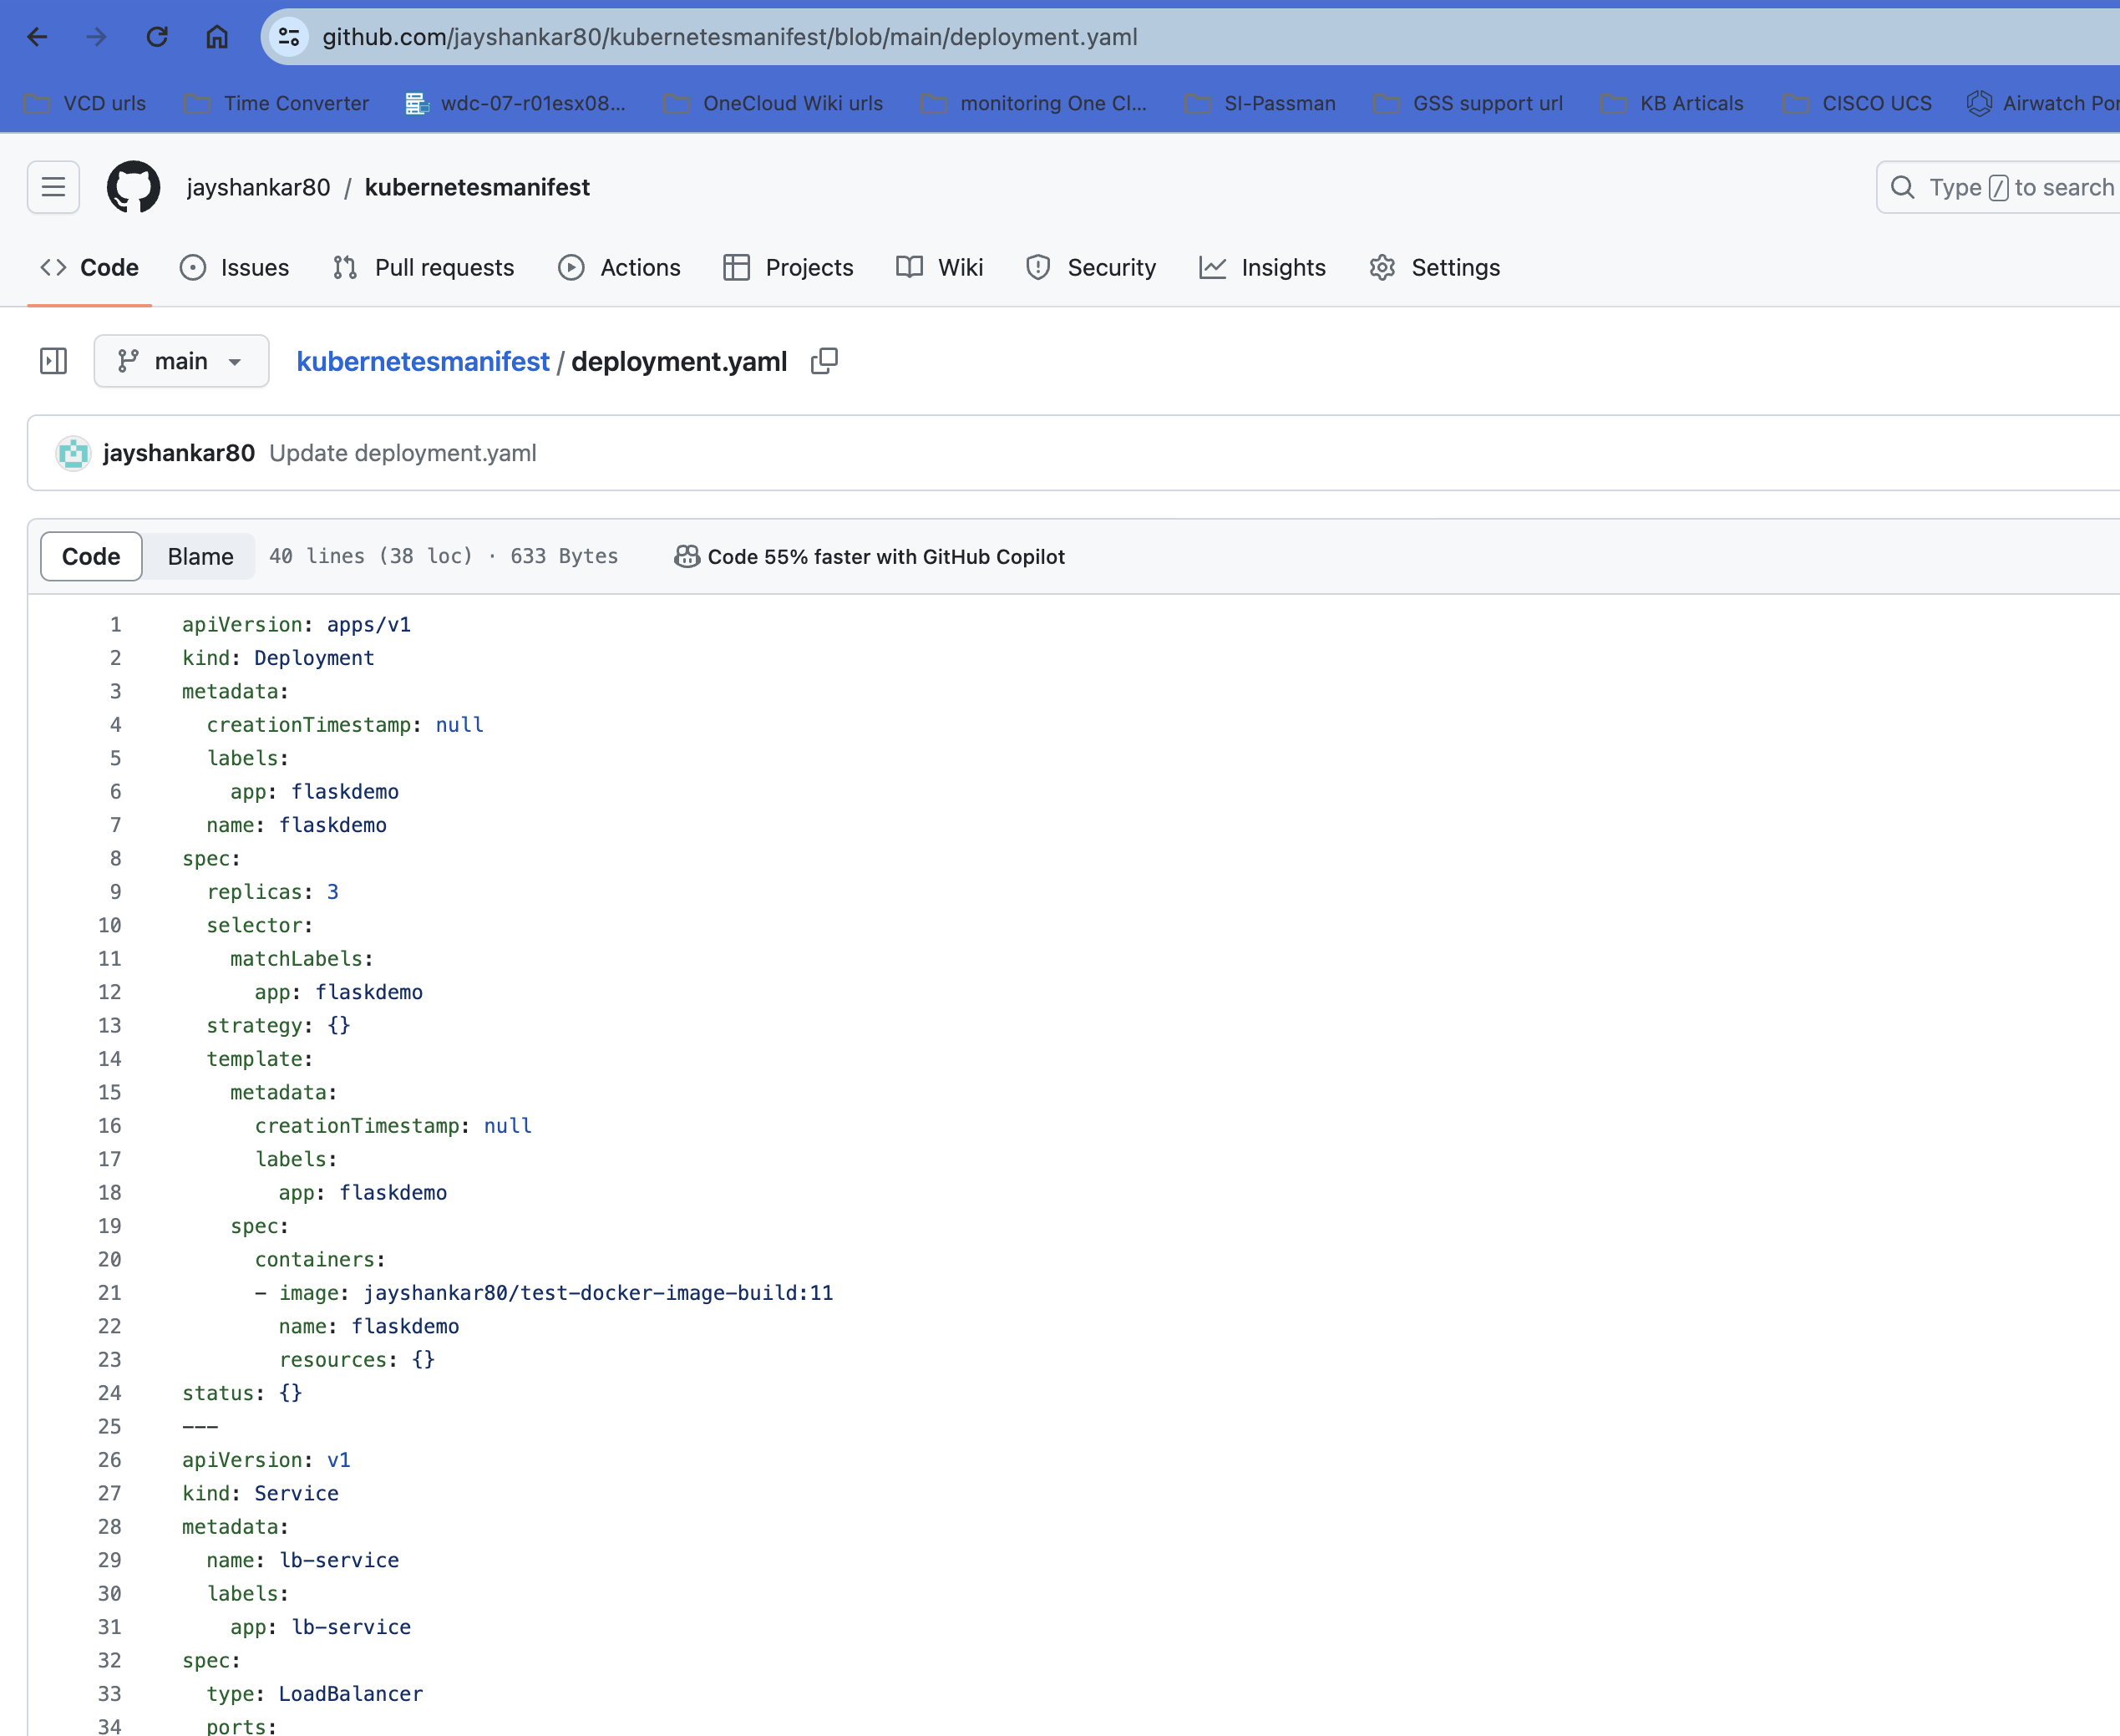 github.com/jayshankar80/kubernetesmanifest/blob/main/deployment.yaml
VCD urls Time Converter wdc-07-r01esx08... OneCloud Wiki urls monitoring One Cl... SI-Passman GSS support url KB Articals CISCO UCS Airwatch Por
jayshankar80 / kubernetesmanifest Type / to search
Code Issues Pull requests Actions Projects Wiki Security Insights Settings
main kubernetesmanifest / deployment.yaml
jayshankar80 Update deployment.yaml
Code Blame 40 lines (38 loc) · 633 Bytes Code 55% faster with GitHub Copilot
1 apiVersion: apps/v1
2 kind: Deployment
3 metadata:
4   creationTimestamp: null
5   labels:
6     app: flaskdemo
7   name: flaskdemo
8 spec:
9   replicas: 3
10   selector:
11     matchLabels:
12       app: flaskdemo
13   strategy: {}
14   template:
15     metadata:
16       creationTimestamp: null
17       labels:
18         app: flaskdemo
19     spec:
20       containers:
21       - image: jayshankar80/test-docker-image-build:11
22         name: flaskdemo
23         resources: {}
24 status: {}
25 ---
26 apiVersion: v1
27 kind: Service
28 metadata:
29   name: lb-service
30   labels:
31     app: lb-service
32 spec:
33   type: LoadBalancer
34   ports: